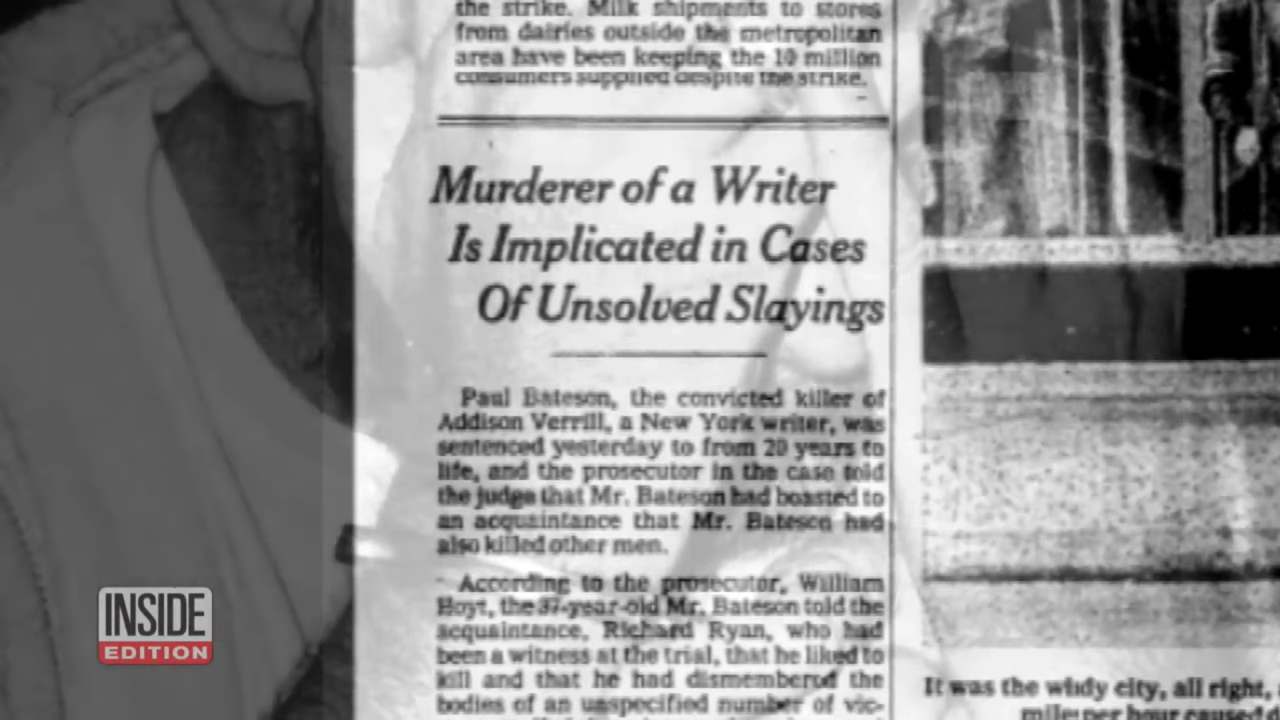 the strike. Milk shipments to stores
from dairies outside the metropolitan
area have been keeping the 10 million
consumers supplied despite the strike.
Murderer of a Writer
Is Implicated in Cases
Of Unsolved Slayings
Paul Bateson, the convicted killer of
Addison Verrill, a New York writer, was
sentenced yesterday to from 20 years to
life, and the prosecutor in the case told
the judge that Mr. Bateson had boasted to
an acquaintance that Mr. Bateson had
also killed other men.
According to the prosecutor, William
Hoyt, the 37-year-old Mr. Bateson told the
acquaintance, Richard Ryan, who had
been a witness at the trial, that he liked to
kill and that he had dismembered the
bodies of an unspecified number of vic-
It was the windy city, all right,
INSIDE
EDITION